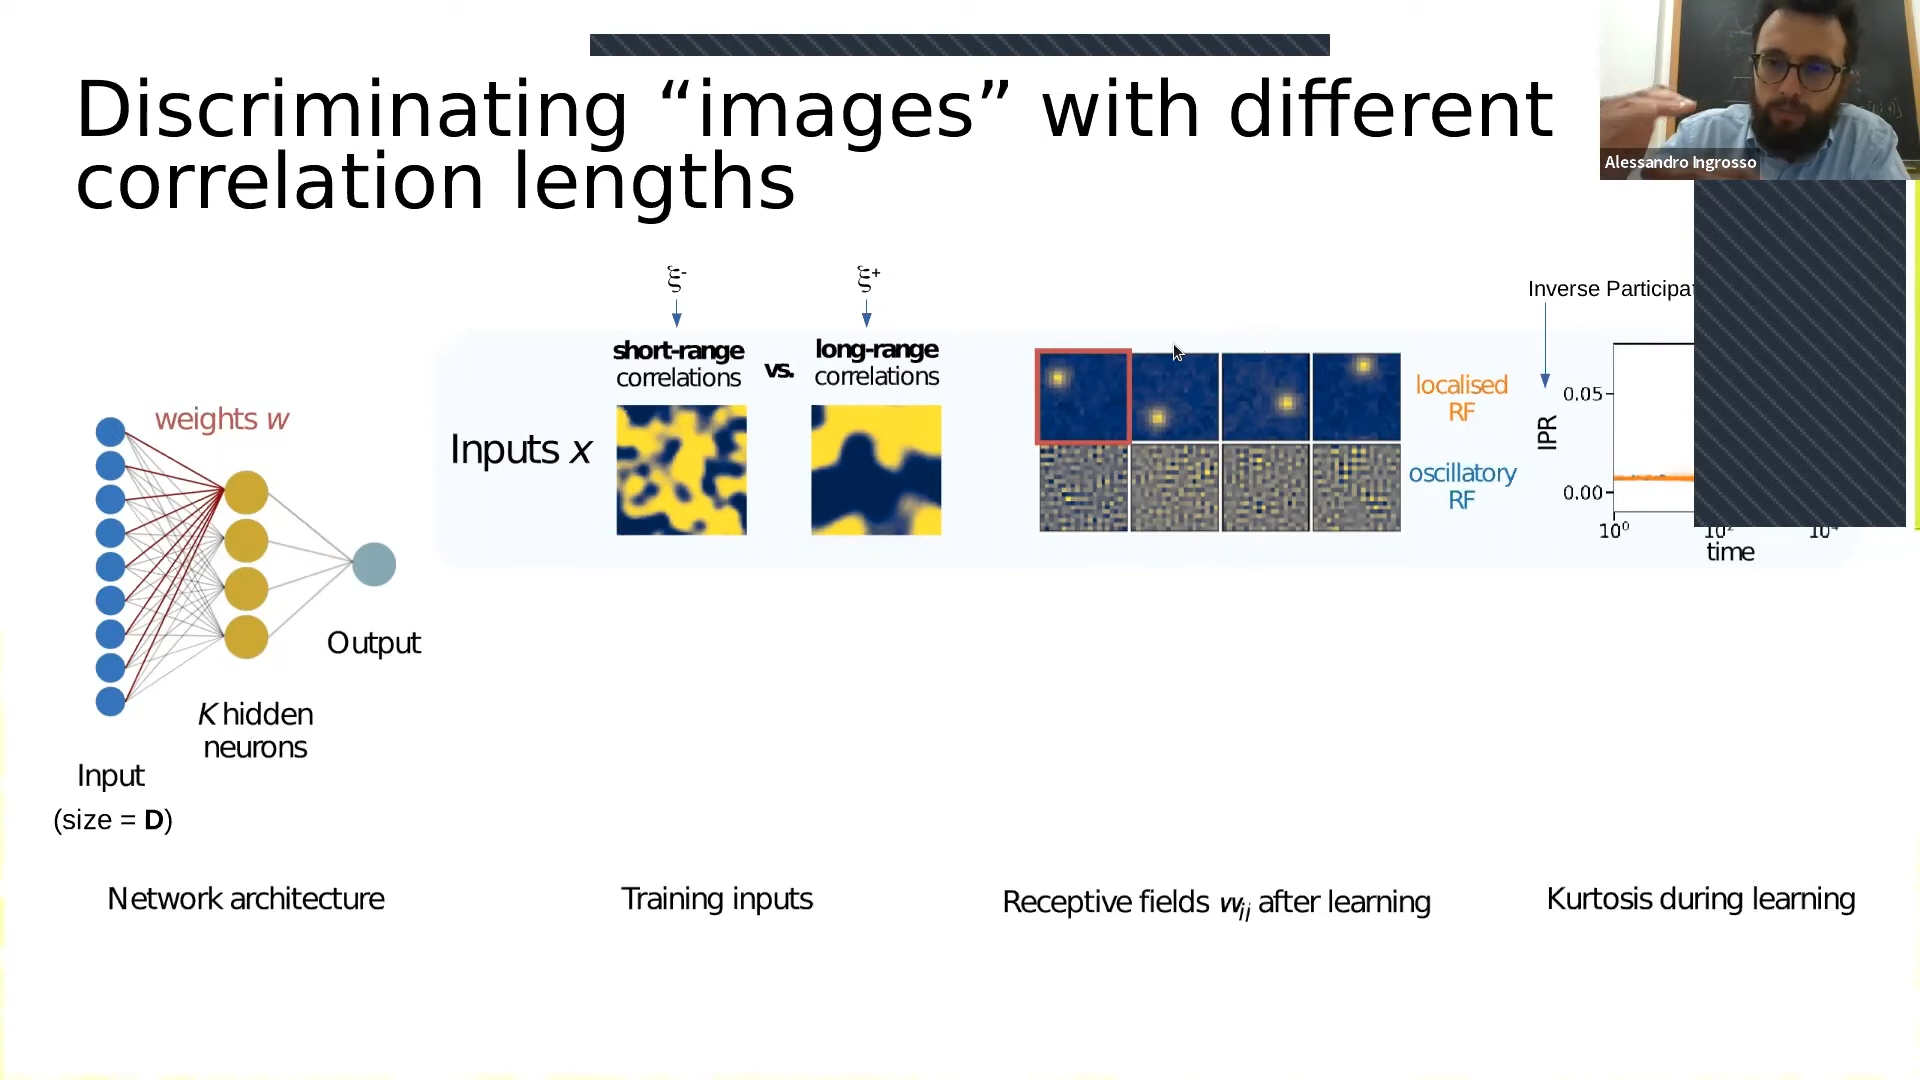 Discriminating “images” with different
correlation lengths
Alessandro Ingrosso
ξ-
ξ+
short-range
correlations
vs.
long-range
correlations
Inputs x
weights w
Output
K hidden
neurons
Input
(size = D)
localised
RF
oscillatory
RF
Inverse
IPR
0.05
0.00
10⁰
10²
10⁴
time
Network architecture
Training inputs
Receptive fields wij after learning
Kurtosis during learning